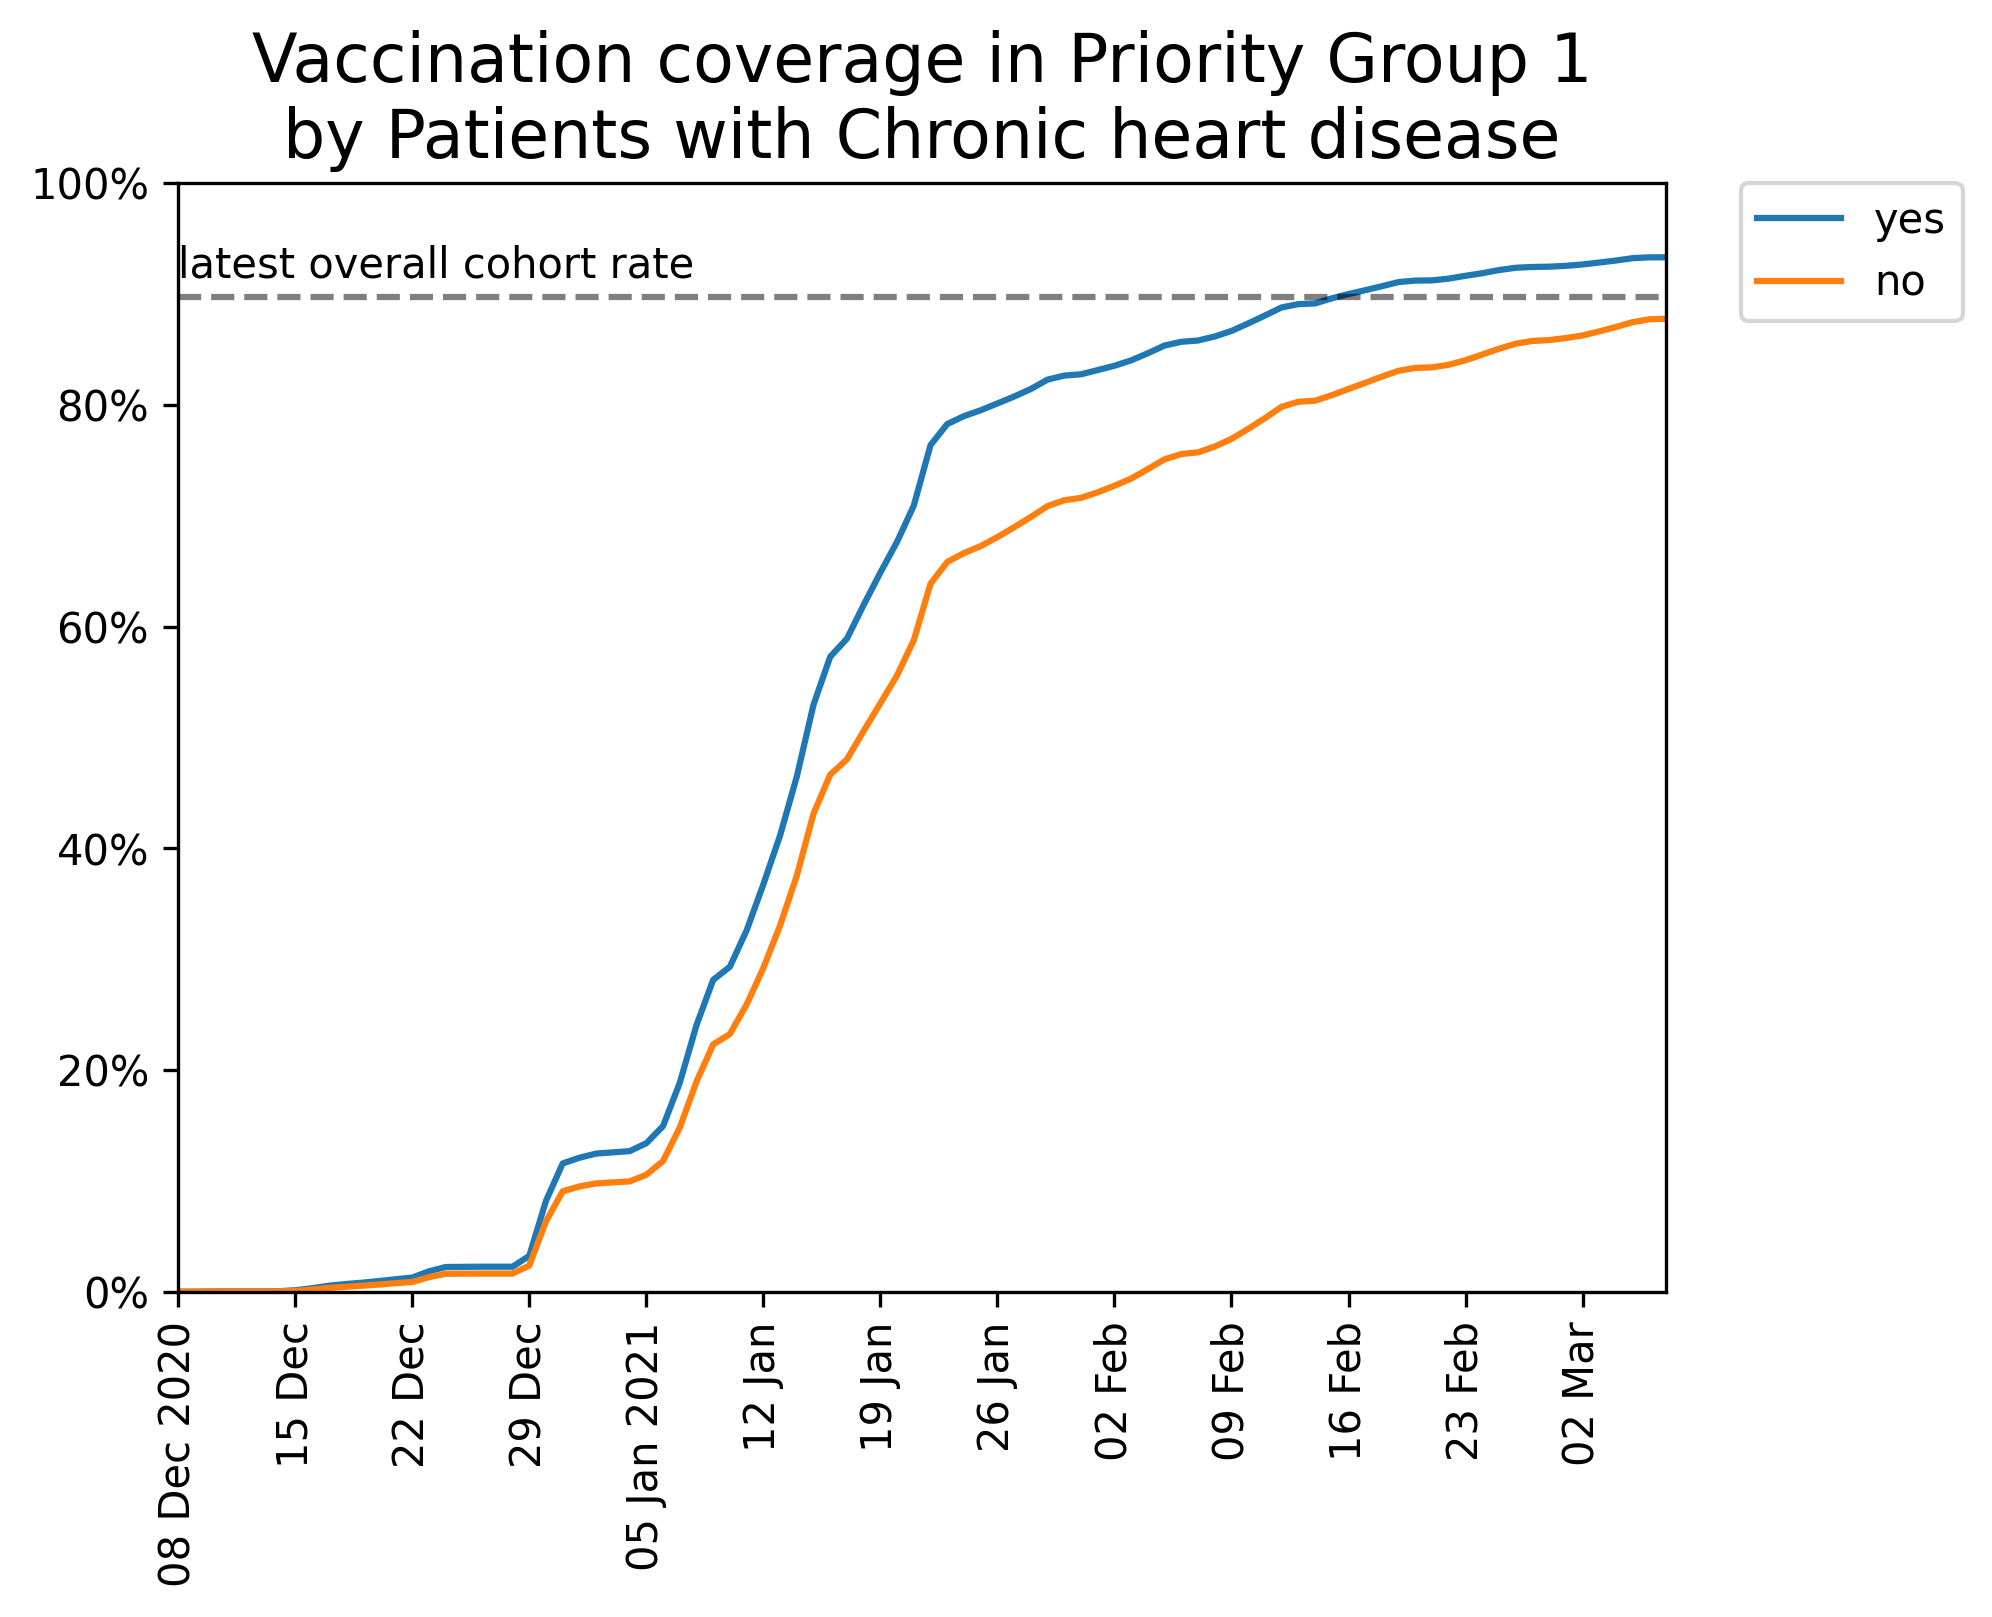 Vaccination coverage in Priority Group 1
by Patients with Chronic heart disease
100%
80%
60%
40%
20%
0%
latest overall cohort rate
yes
no
08 Dec 2020
15 Dec
22 Dec
29 Dec
05 Jan 2021
12 Jan
19 Jan
26 Jan
02 Feb
09 Feb
16 Feb
23 Feb
02 Mar